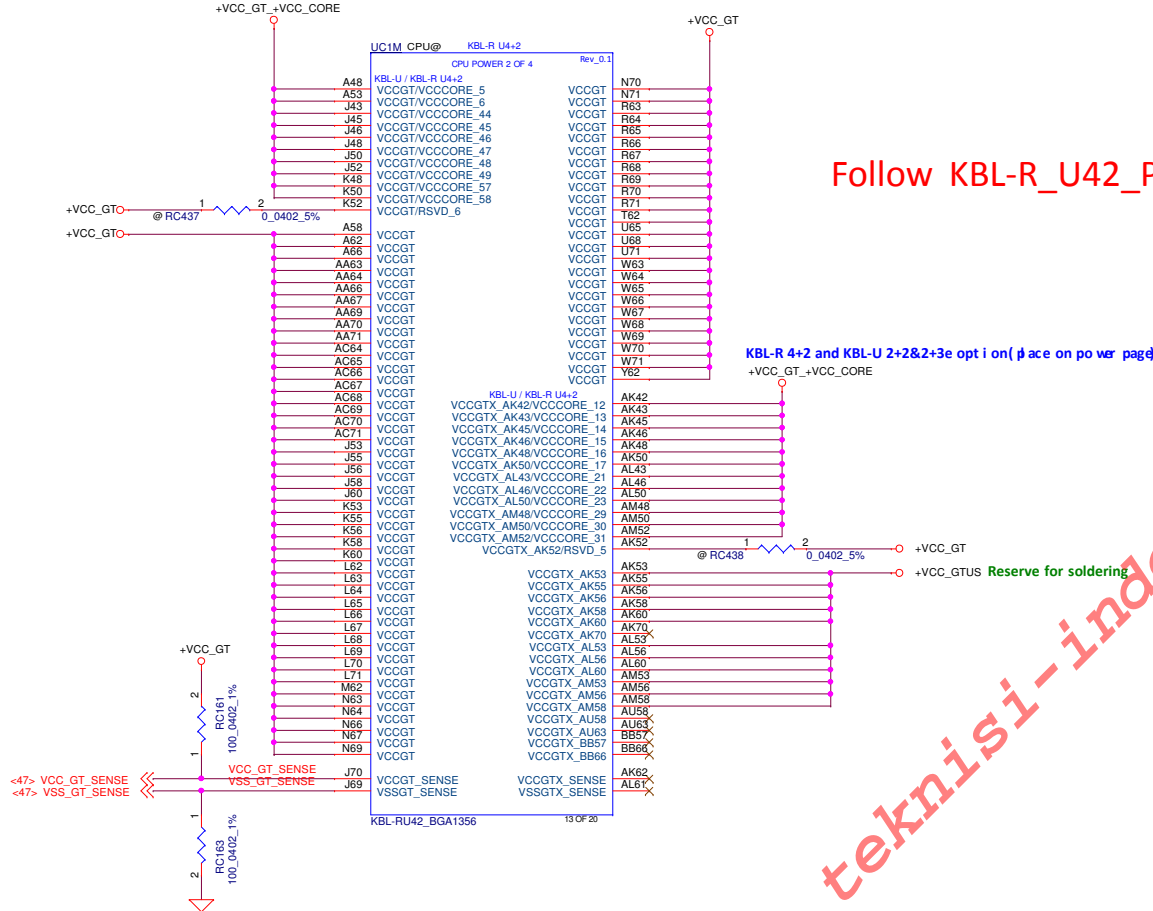 +VCC_GT_+VCC_CORE
+VCC_GT
UC1M CPU@ KBL-R U4+2
CPU POWER 2 OF 4 Rev_0.1
KBL-U / KBL-R U4+2
A48 VCCGT/VCCCORE_5 VCCGT N70
A53 VCCGT/VCCCORE_6 VCCGT N71
J43 VCCGT/VCCCORE_44 VCCGT R63
J45 VCCGT/VCCCORE_45 VCCGT R64
J46 VCCGT/VCCCORE_46 VCCGT R65
J48 VCCGT/VCCCORE_47 VCCGT R66
J50 VCCGT/VCCCORE_48 VCCGT R67
J52 VCCGT/VCCCORE_49 VCCGT R68
K48 VCCGT/VCCCORE_57 VCCGT R69
K50 VCCGT/VCCCORE_58 VCCGT R70
+VCC_GT 1 2 K52 VCCGT/RSVD_6 VCCGT R71
@ RC437 0_0402_5%
VCCGT T62
+VCC_GT A58 VCCGT VCCGT U65
A62 VCCGT VCCGT U68
A66 VCCGT VCCGT U71
AA63 VCCGT VCCGT W63
AA64 VCCGT VCCGT W64
AA66 VCCGT VCCGT W65
AA67 VCCGT VCCGT W66
AA69 VCCGT VCCGT W67
AA70 VCCGT VCCGT W68
AA71 VCCGT VCCGT W69
AC64 VCCGT VCCGT W70
AC65 VCCGT VCCGT W71
AC66 VCCGT VCCGT Y62
Follow KBL-R_U42_P
KBL-R 4+2 and KBL-U 2+2&2+3e option(place on power page)
+VCC_GT_+VCC_CORE
AC67 VCCGT KBL-U / KBL-R U4+2
AC68 VCCGT VCCGTX_AK42/VCCCORE_12 AK42
AC69 VCCGT VCCGTX_AK43/VCCCORE_13 AK43
AC70 VCCGT VCCGTX_AK45/VCCCORE_14 AK45
AC71 VCCGT VCCGTX_AK46/VCCCORE_15 AK46
J53 VCCGT VCCGTX_AK48/VCCCORE_16 AK48
J55 VCCGT VCCGTX_AK50/VCCCORE_17 AK50
J56 VCCGT VCCGTX_AL43/VCCCORE_21 AL43
J58 VCCGT VCCGTX_AL46/VCCCORE_22 AL46
J60 VCCGT VCCGTX_AL50/VCCCORE_23 AL50
K53 VCCGT VCCGTX_AM48/VCCCORE_29 AM48
K55 VCCGT VCCGTX_AM50/VCCCORE_30 AM50
K56 VCCGT VCCGTX_AM52/VCCCORE_31 AM52
K58 VCCGT VCCGTX_AK52/RSVD_5 AK52 1 2 +VCC_GT
@ RC438 0_0402_5%
K60 VCCGT
L62 VCCGT VCCGTX_AK53 AK53 +VCC_GTUS Reserve for soldering
L63 VCCGT VCCGTX_AK55 AK55
L64 VCCGT VCCGTX_AK56 AK56
L65 VCCGT VCCGTX_AK58 AK58
L66 VCCGT VCCGTX_AK60 AK60
L67 VCCGT VCCGTX_AK70 AK70
L68 VCCGT VCCGTX_AL53 AL53
L69 VCCGT VCCGTX_AL56 AL56
L70 VCCGT VCCGTX_AL60 AL60
L71 VCCGT VCCGTX_AM53 AM53
M62 VCCGT VCCGTX_AM56 AM56
N63 VCCGT VCCGTX_AM58 AM58
N64 VCCGT VCCGTX_AU58 AU58
N66 VCCGT VCCGTX_AU63 AU63
N67 VCCGT VCCGTX_BB57 BB57
N69 VCCGT VCCGTX_BB66 BB66
+VCC_GT
2
RC161
100_0402_1%
1
<47> VCC_GT_SENSE VCC_GT_SENSE J70 VCCGT_SENSE VCCGTX_SENSE AK62
<47> VSS_GT_SENSE VSS_GT_SENSE J69 VSSGT_SENSE VSSGTX_SENSE AL61
KBL-RU42_BGA1356 13 OF 20
1
RC163
100_0402_1%
2
teknisi-indo